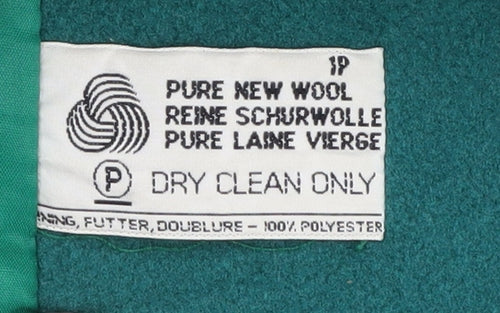 1P
PURE NEW WOOL
REINE SCHURWOLLE
PURE LAINE VIERGE
P DRY CLEAN ONLY
FUTTER, DOUBLURE - 100% POLYESTER